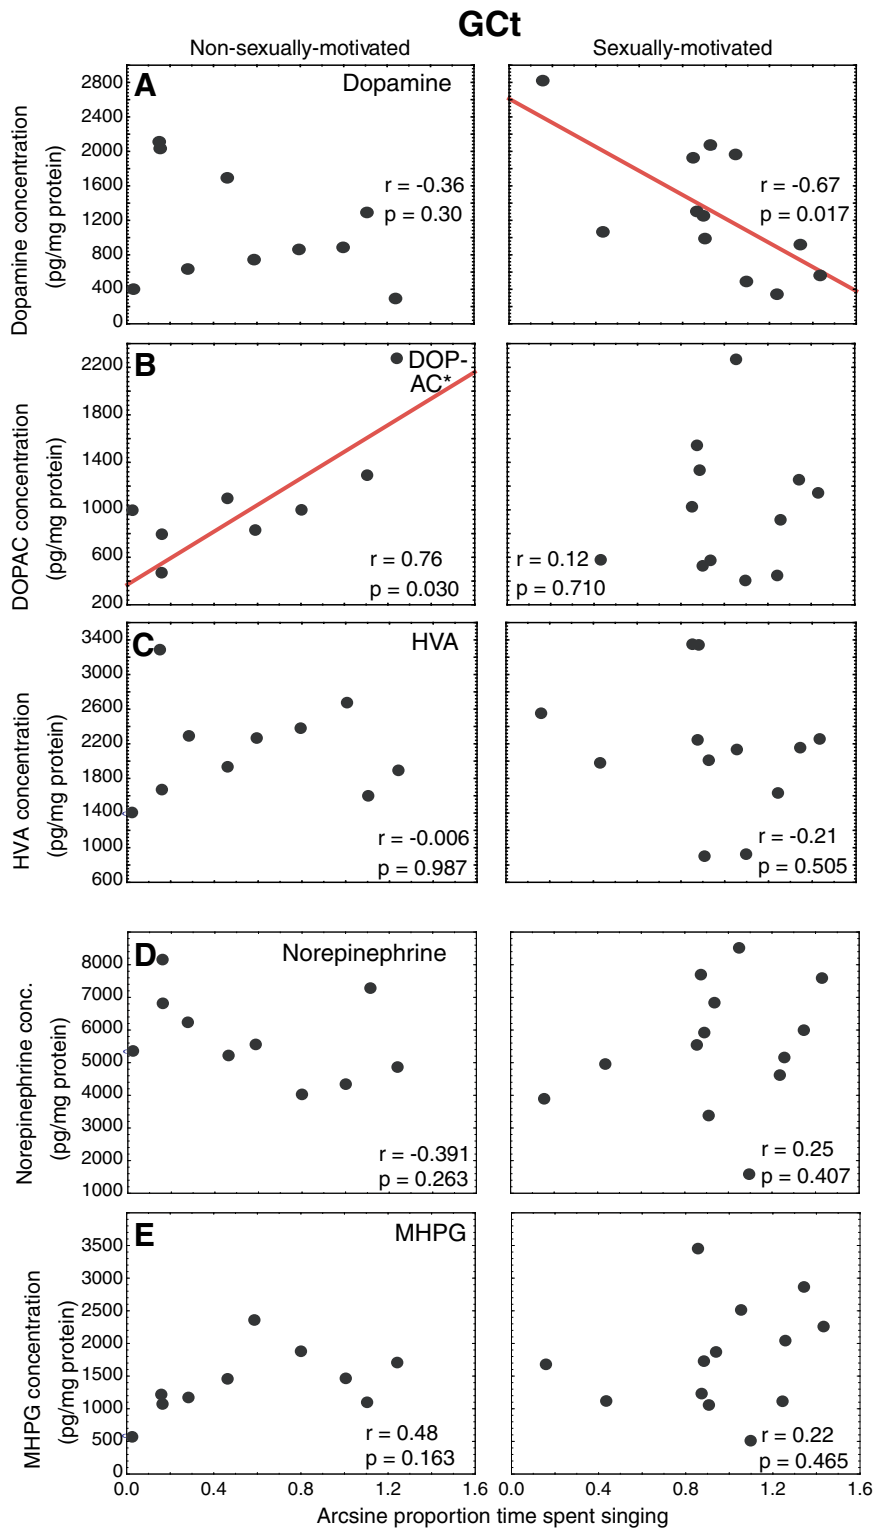 GCt
Non-sexually-motivated
Sexually-motivated
A
Dopamine
Dopamine concentration
(pg/mg protein)
2800
2400
2000
1600
1200
800
400
0
r = -0.36
p = 0.30
r = -0.67
p = 0.017
B
DOP-
AC*
DOPAC concentration
(pg/mg protein)
2200
1800
1400
1000
600
200
r = 0.76
p = 0.030
r = 0.12
p = 0.710
C
HVA
HVA concentration
(pg/mg protein)
3400
3000
2600
2200
1800
1400
1000
600
r = -0.006
p = 0.987
r = -0.21
p = 0.505
D
Norepinephrine
Norepinephrine conc.
(pg/mg protein)
8000
7000
6000
5000
4000
3000
2000
1000
r = -0.391
p = 0.263
r = 0.25
p = 0.407
E
MHPG
MHPG concentration
(pg/mg protein)
3500
3000
2500
2000
1500
1000
500
0
r = 0.48
p = 0.163
r = 0.22
p = 0.465
0.0 0.4 0.8 1.2 1.6
0.0 0.4 0.8 1.2 1.6
Arcsine proportion time spent singing